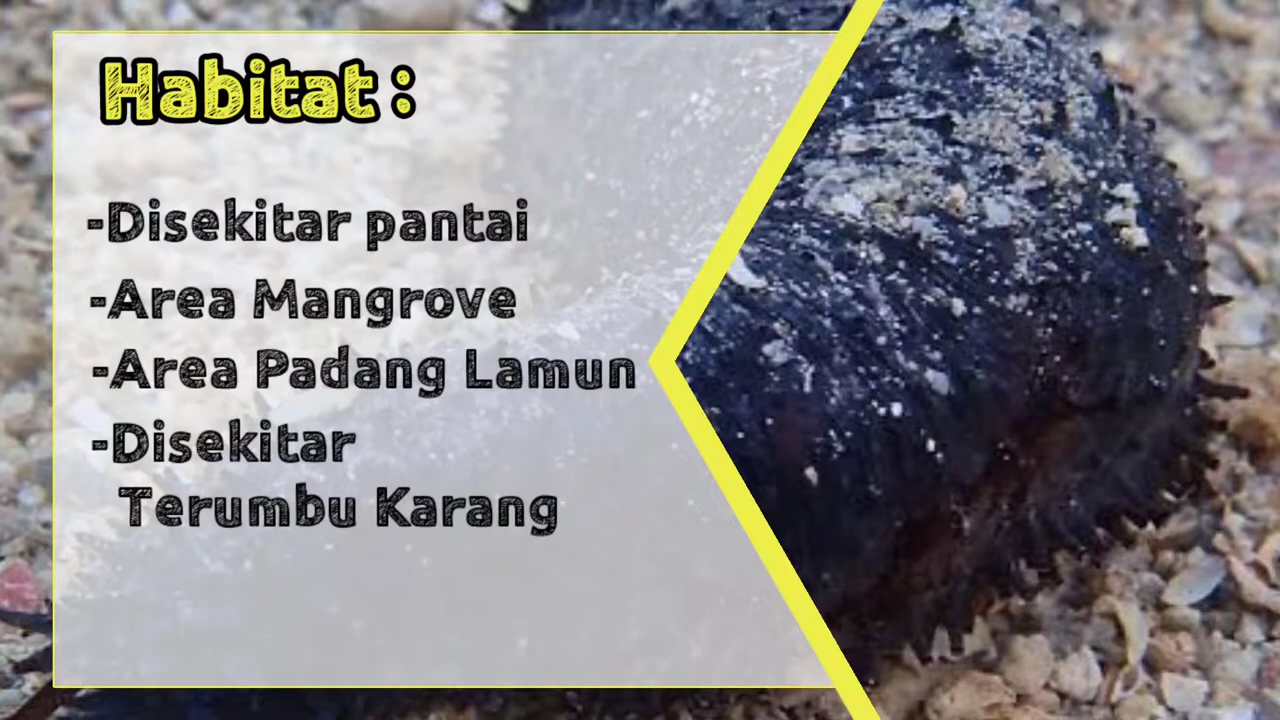 Habitat :
-Disekitar pantai
-Area Mangrove
-Area Padang Lamun
-Disekitar
Terumbu Karang